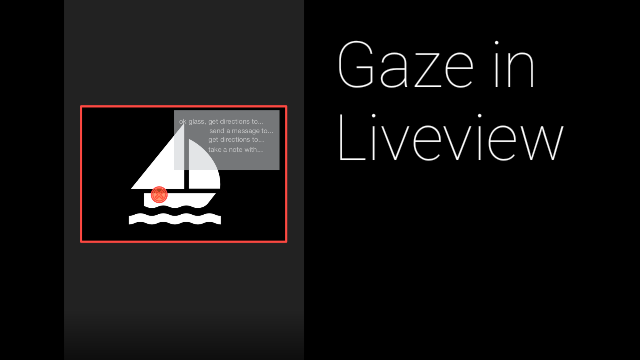 Gaze in
Liveview
ok glass, get directions to...
send a message to...
get directions to...
take a note with...